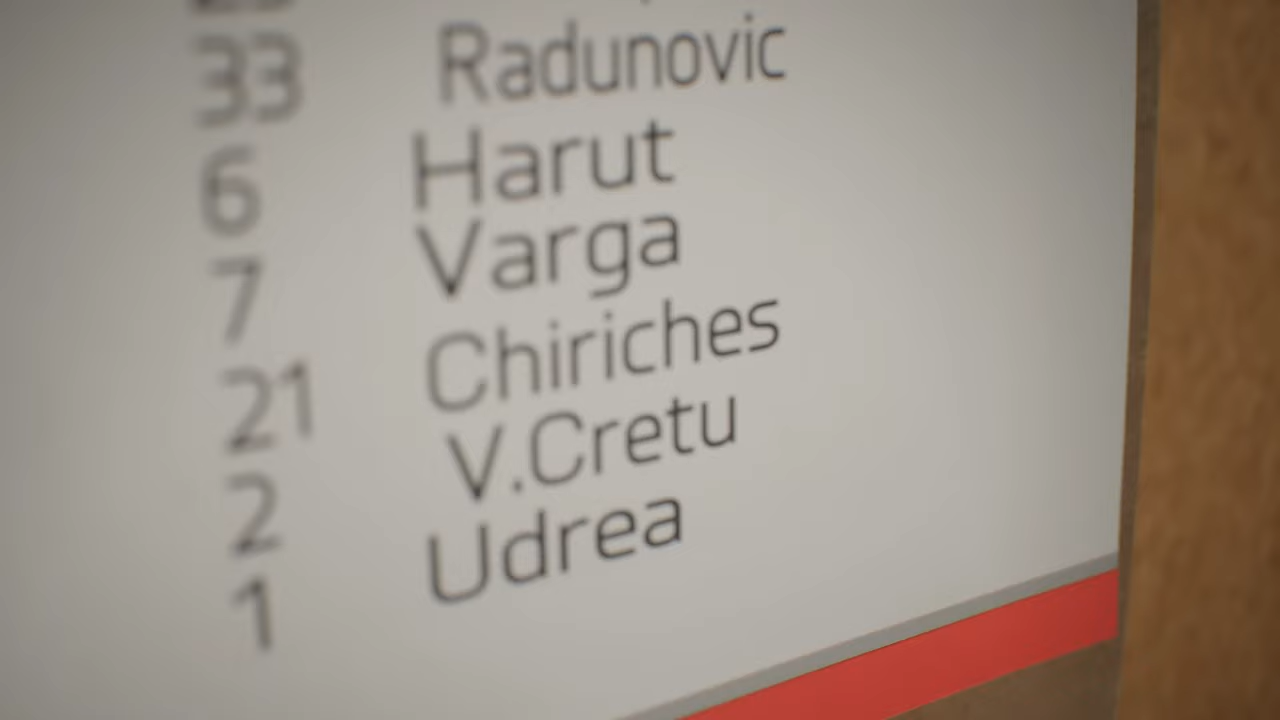 33 Radunovic
6 Harut
7 Varga
21 Chiriches
2 V.Cretu
1 Udrea